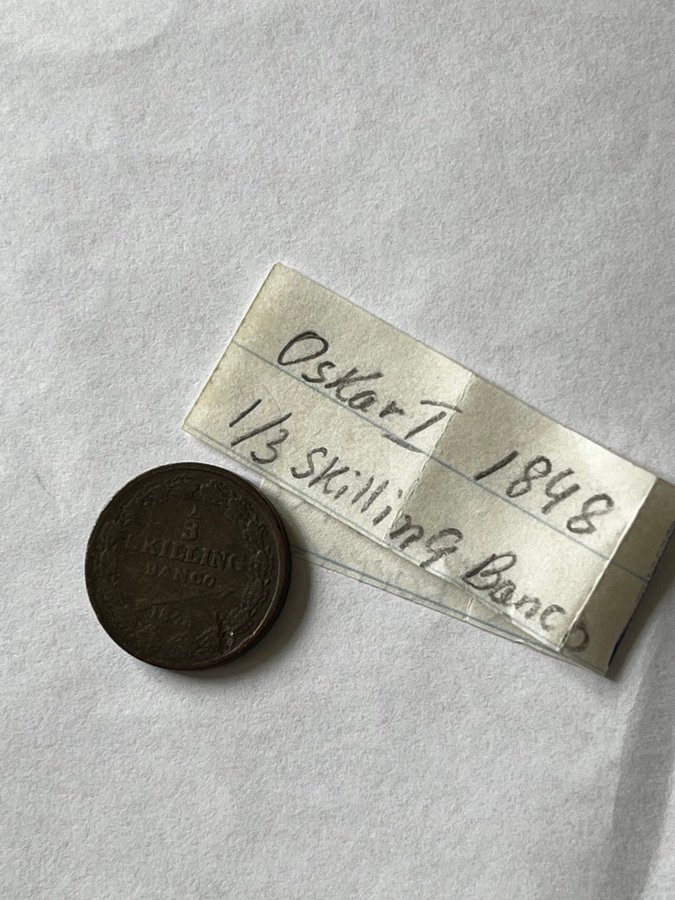 Oskar I 1848
1/3 Skilling Banco
1
3
SKILLING
BANCO